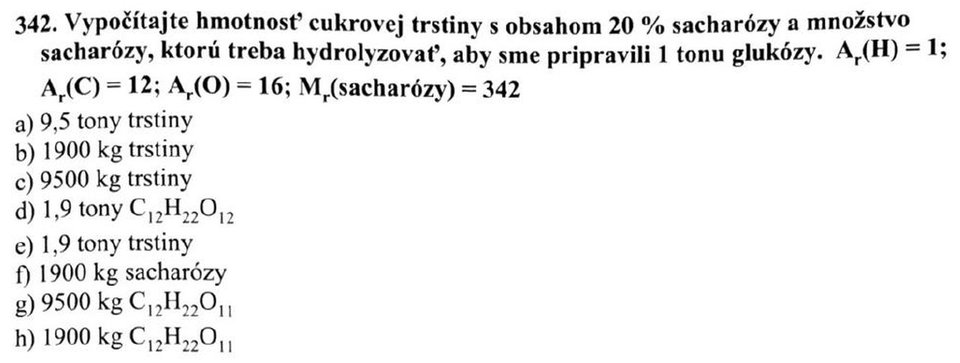 342. Vypočítajte hmotnosť cukrovej trstiny s obsahom 20 % sacharózy a množstvo
sacharózy, ktorú treba hydrolyzovať, aby sme pripravili 1 tonu glukózy. Aᵣ(H) = 1;
Aᵣ(C) = 12; Aᵣ(O) = 16; Mᵣ(sacharózy) = 342
a) 9,5 tony trstiny
b) 1900 kg trstiny
c) 9500 kg trstiny
d) 1,9 tony C₁₂H₂₂O₁₂
e) 1,9 tony trstiny
f) 1900 kg sacharózy
g) 9500 kg C₁₂H₂₂O₁₁
h) 1900 kg C₁₂H₂₂O₁₁